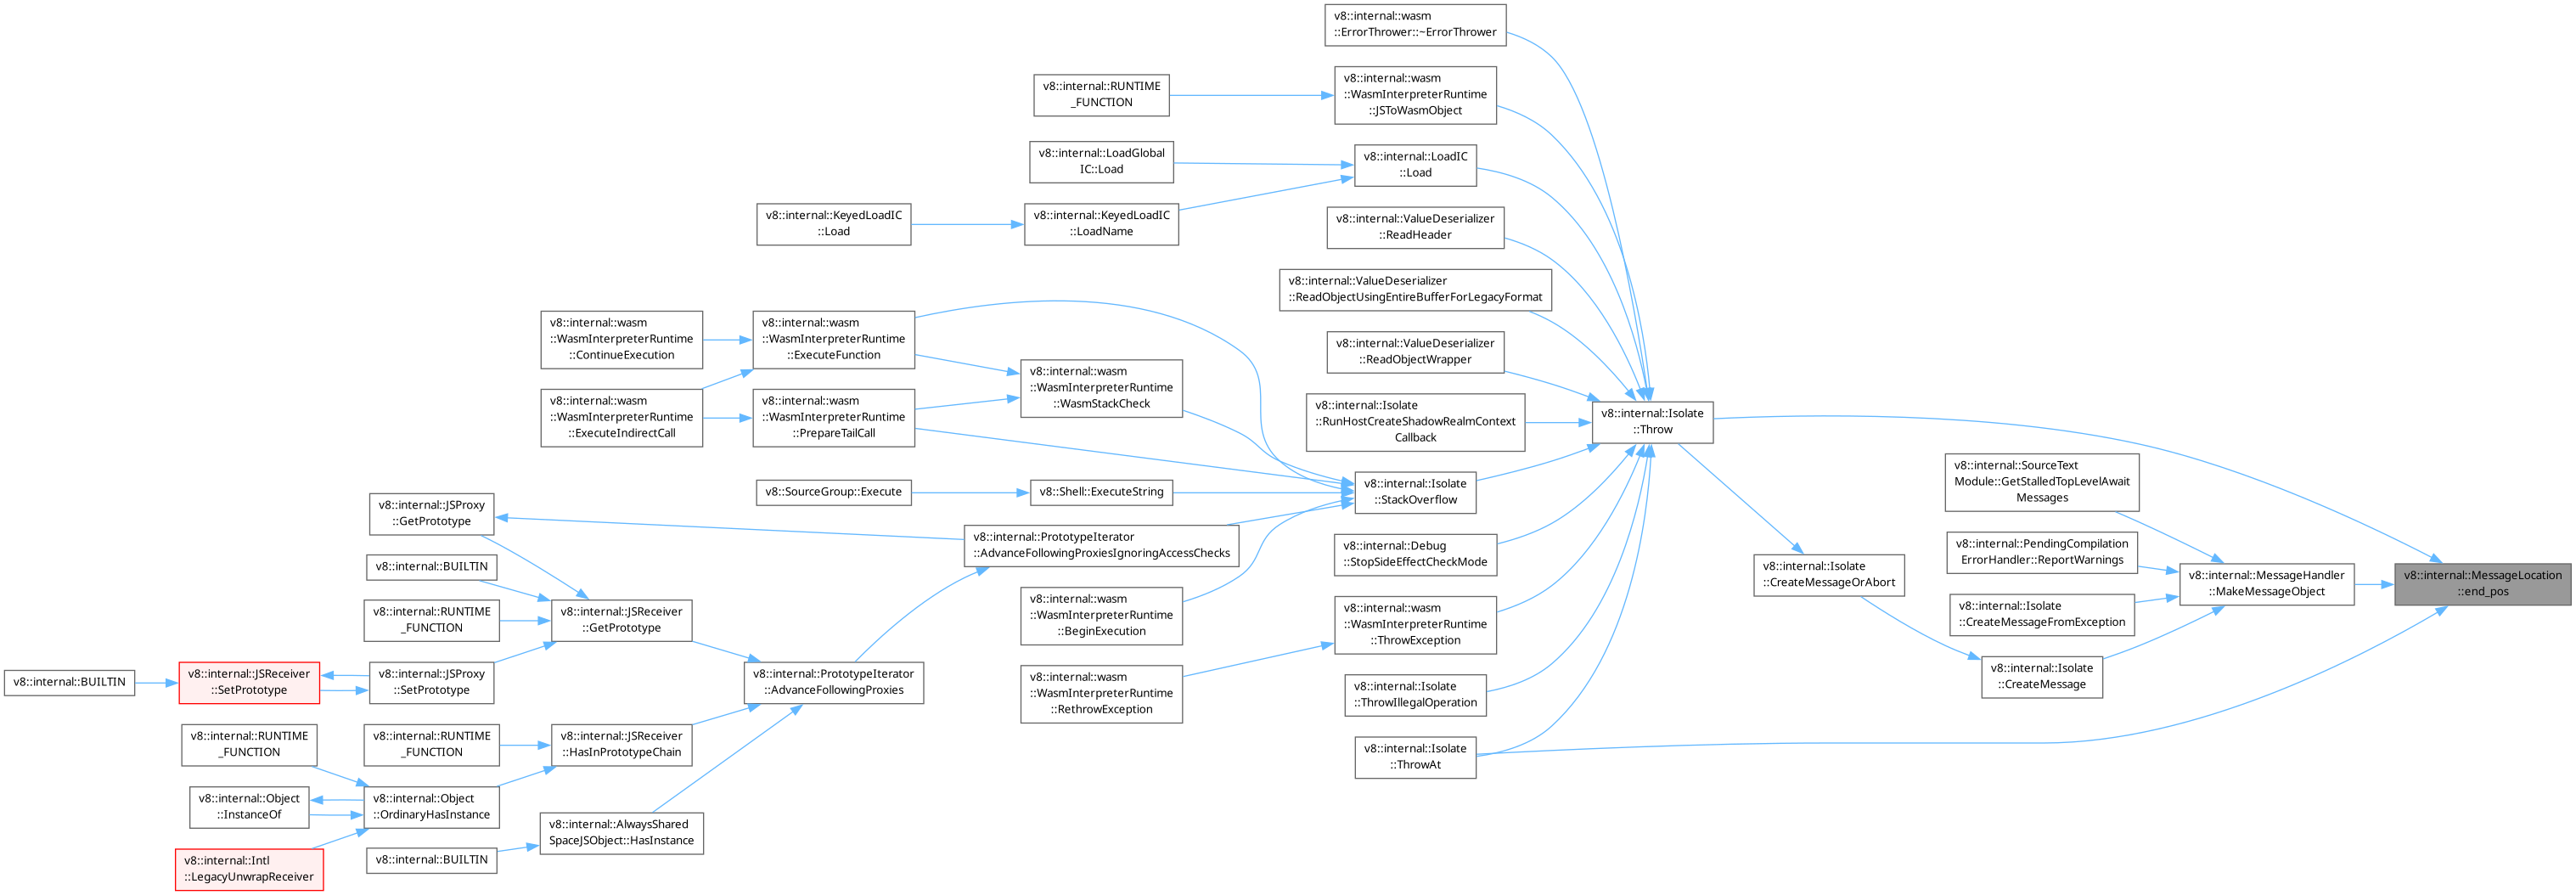 v8::internal::wasm
::ErrorThrower::~ErrorThrower
v8::internal::RUNTIME
_FUNCTION
v8::internal::wasm
::WasmInterpreterRuntime
::JSToWasmObject
v8::internal::LoadGlobal
IC::Load
v8::internal::LoadIC
::Load
v8::internal::KeyedLoadIC
::Load
v8::internal::KeyedLoadIC
::LoadName
v8::internal::ValueDeserializer
::ReadHeader
v8::internal::ValueDeserializer
::ReadObjectUsingEntireBufferForLegacyFormat
v8::internal::wasm
::WasmInterpreterRuntime
::ContinueExecution
v8::internal::wasm
::WasmInterpreterRuntime
::ExecuteFunction
v8::internal::ValueDeserializer
::ReadObjectWrapper
v8::internal::wasm
::WasmInterpreterRuntime
::WasmStackCheck
v8::internal::wasm
::WasmInterpreterRuntime
::ExecuteIndirectCall
v8::internal::wasm
::WasmInterpreterRuntime
::PrepareTailCall
v8::internal::Isolate
::RunHostCreateShadowRealmContext
Callback
v8::internal::Isolate
::Throw
v8::internal::SourceText
Module::GetStalledTopLevelAwait
Messages
v8::SourceGroup::Execute
v8::Shell::ExecuteString
v8::internal::Isolate
::StackOverflow
v8::internal::JSProxy
::GetPrototype
v8::internal::PrototypeIterator
::AdvanceFollowingProxiesIgnoringAccessChecks
v8::internal::Debug
::StopSideEffectCheckMode
v8::internal::PendingCompilation
ErrorHandler::ReportWarnings
v8::internal::BUILTIN
v8::internal::Isolate
::CreateMessageOrAbort
v8::internal::MessageHandler
::MakeMessageObject
v8::internal::MessageLocation
::end_pos
v8::internal::RUNTIME
_FUNCTION
v8::internal::JSReceiver
::GetPrototype
v8::internal::wasm
::WasmInterpreterRuntime
::BeginExecution
v8::internal::wasm
::WasmInterpreterRuntime
::ThrowException
v8::internal::Isolate
::CreateMessageFromException
v8::internal::BUILTIN
v8::internal::JSReceiver
::SetPrototype
v8::internal::JSProxy
::SetPrototype
v8::internal::PrototypeIterator
::AdvanceFollowingProxies
v8::internal::wasm
::WasmInterpreterRuntime
::RethrowException
v8::internal::Isolate
::ThrowIllegalOperation
v8::internal::Isolate
::CreateMessage
v8::internal::RUNTIME
_FUNCTION
v8::internal::RUNTIME
_FUNCTION
v8::internal::JSReceiver
::HasInPrototypeChain
v8::internal::Isolate
::ThrowAt
v8::internal::Object
::InstanceOf
v8::internal::Object
::OrdinaryHasInstance
v8::internal::AlwaysShared
SpaceJSObject::HasInstance
v8::internal::Intl
::LegacyUnwrapReceiver
v8::internal::BUILTIN